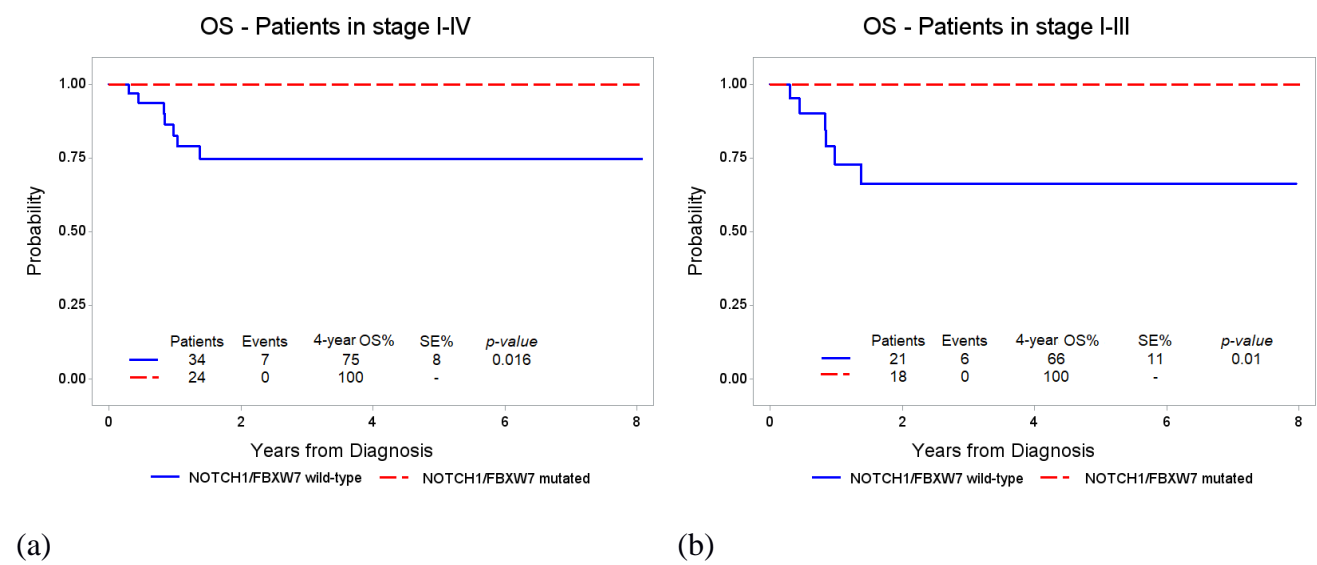 OS - Patients in stage I-IV
1.00
0.75
0.50
0.25
0.00
Probability
Patients Events 4-year OS% SE% p-value
34 7 75 8 0.016
24 0 100 -
0 2 4 6 8
Years from Diagnosis
NOTCH1/FBXW7 wild-type NOTCH1/FBXW7 mutated
(a)
OS - Patients in stage I-III
1.00
0.75
0.50
0.25
0.00
Probability
Patients Events 4-year OS% SE% p-value
21 6 66 11 0.01
18 0 100 -
0 2 4 6 8
Years from Diagnosis
NOTCH1/FBXW7 wild-type NOTCH1/FBXW7 mutated
(b)